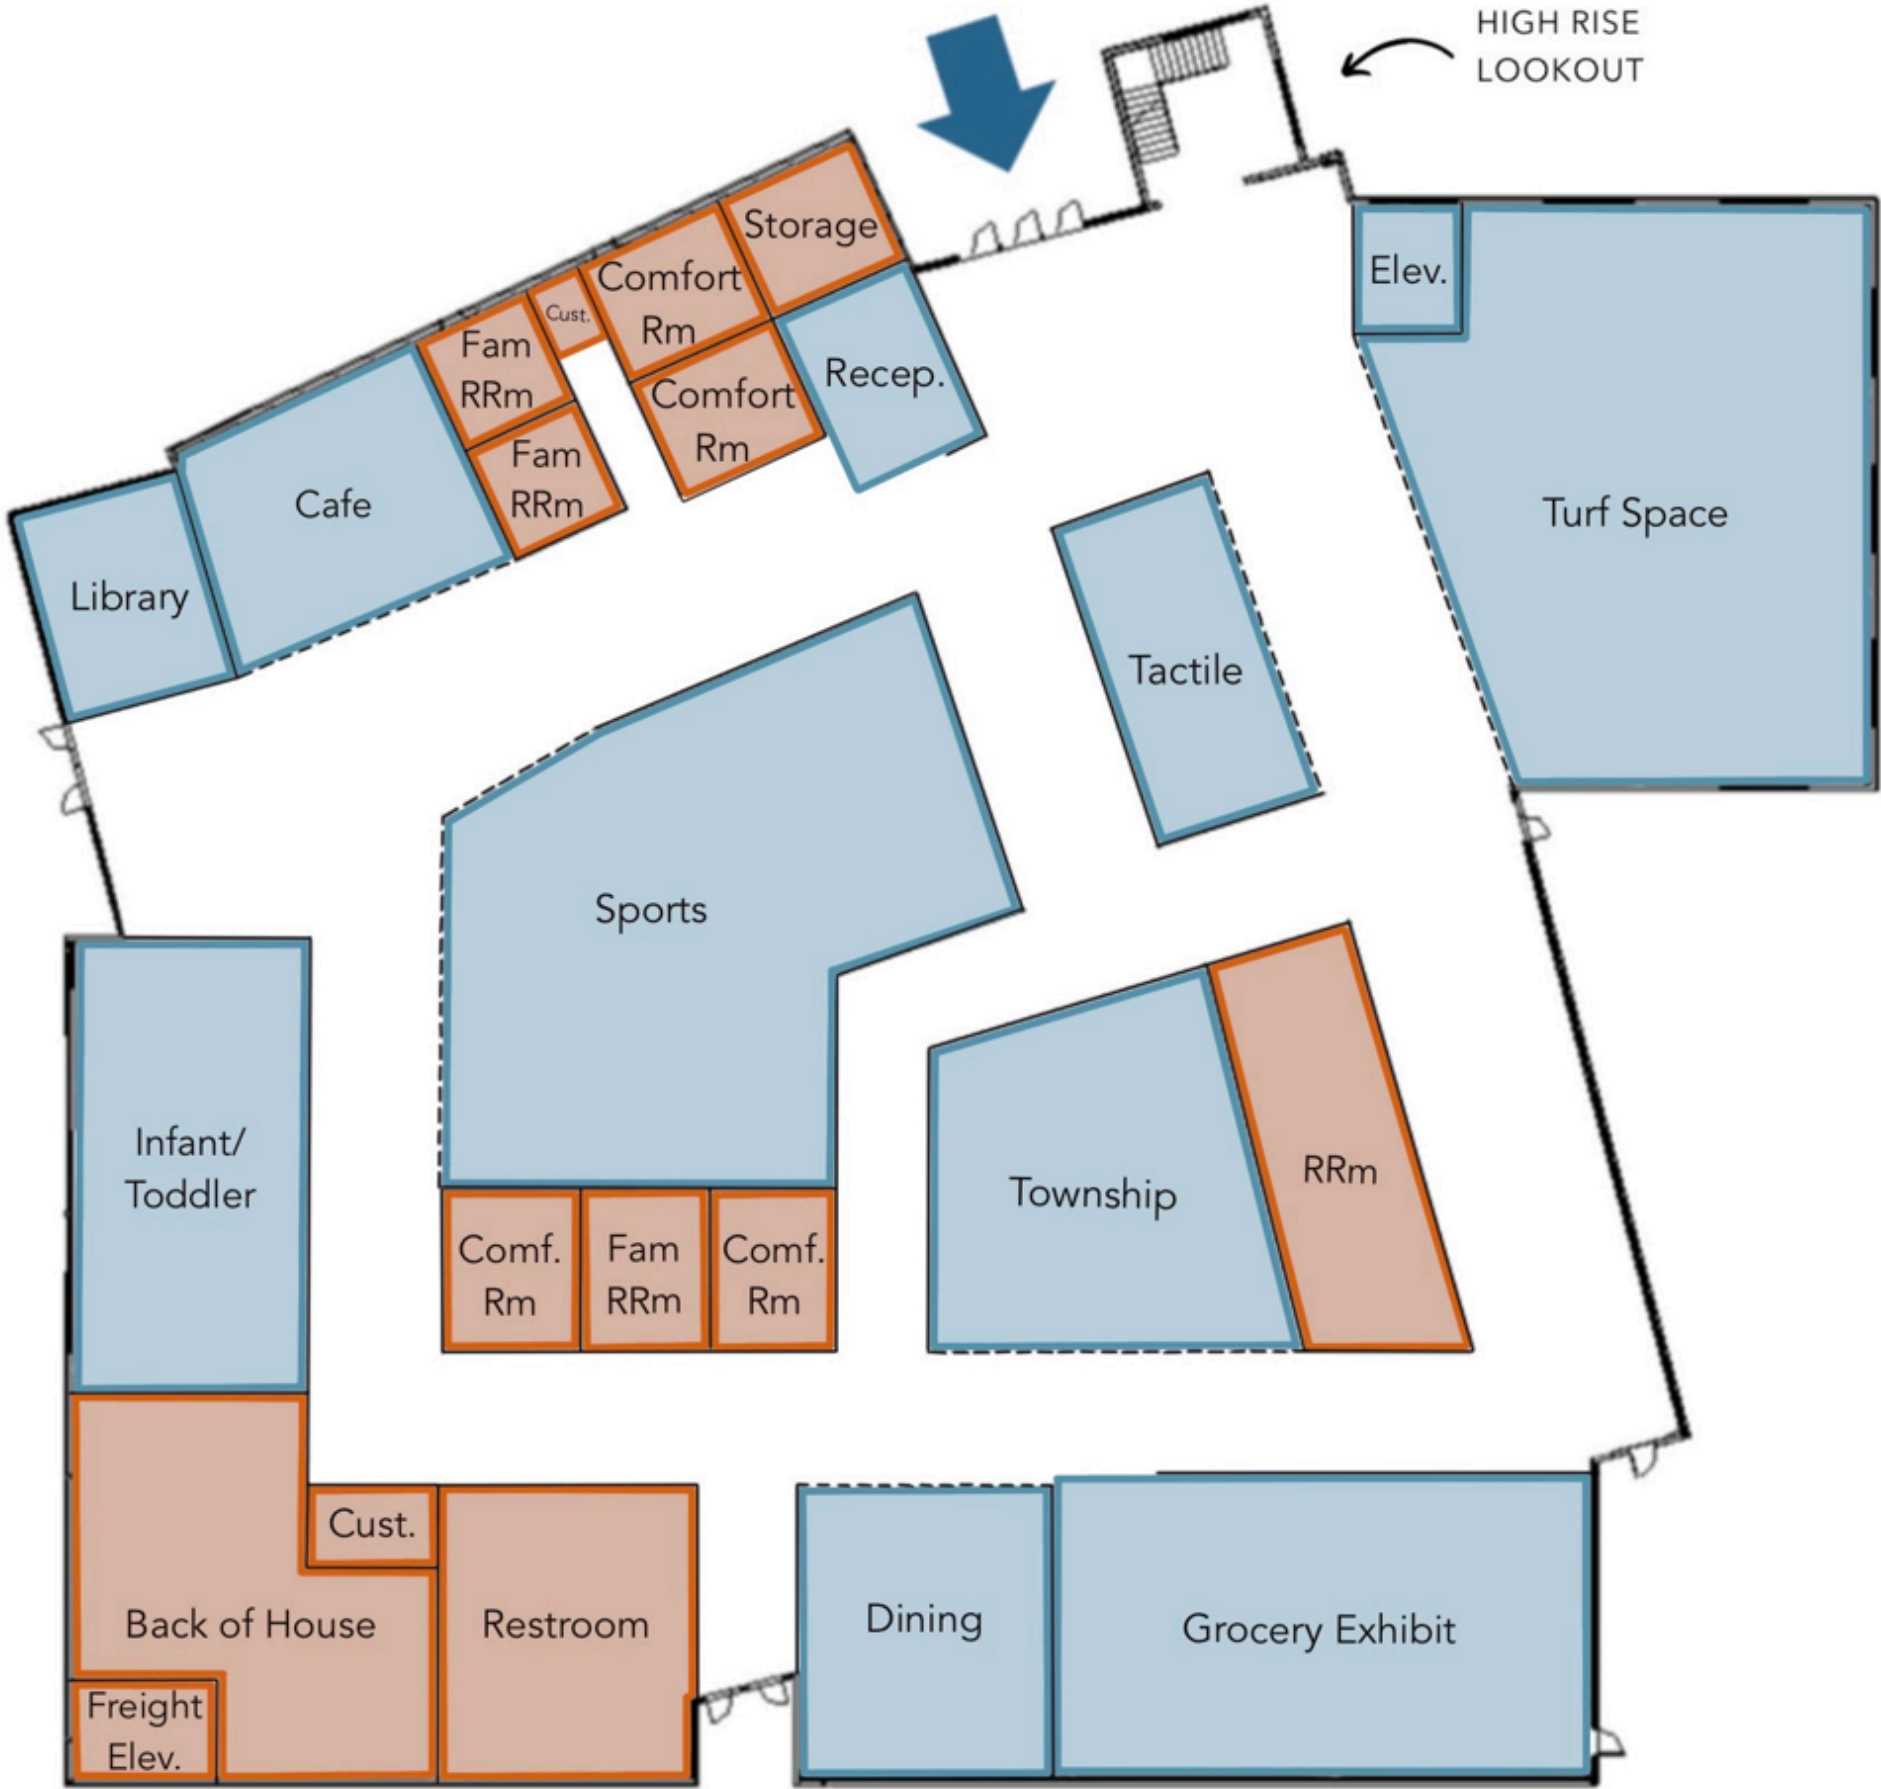 HIGH RISE
LOOKOUT
Storage
Elev.
Comfort
Rm
Cust.
Fam
RRm
Recep.
Comfort
Rm
Fam
RRm
Cafe
Turf Space
Library
Tactile
Sports
Infant/
Toddler
Township
RRm
Comf.
Rm
Fam
RRm
Comf.
Rm
Cust.
Back of House
Restroom
Dining
Grocery Exhibit
Freight
Elev.